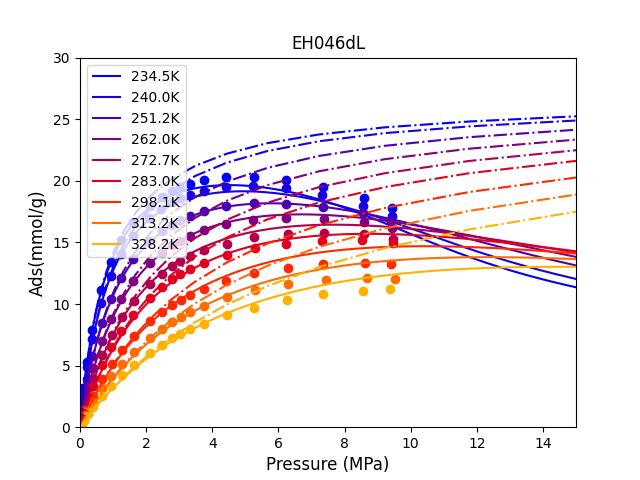 EH046dL
30
25
20
15
10
5
0
Ads(mmol/g)
234.5K
240.0K
251.2K
262.0K
272.7K
283.0K
298.1K
313.2K
328.2K
0 2 4 6 8 10 12 14
Pressure (MPa)